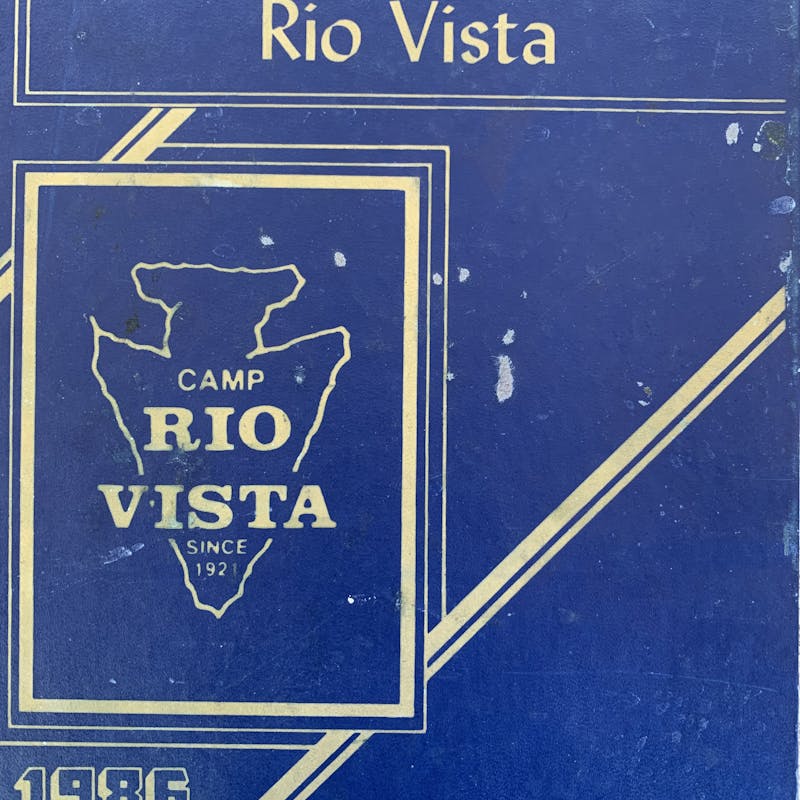 Rio Vista
CAMP
RIO
VISTA
SINCE
1921
1986